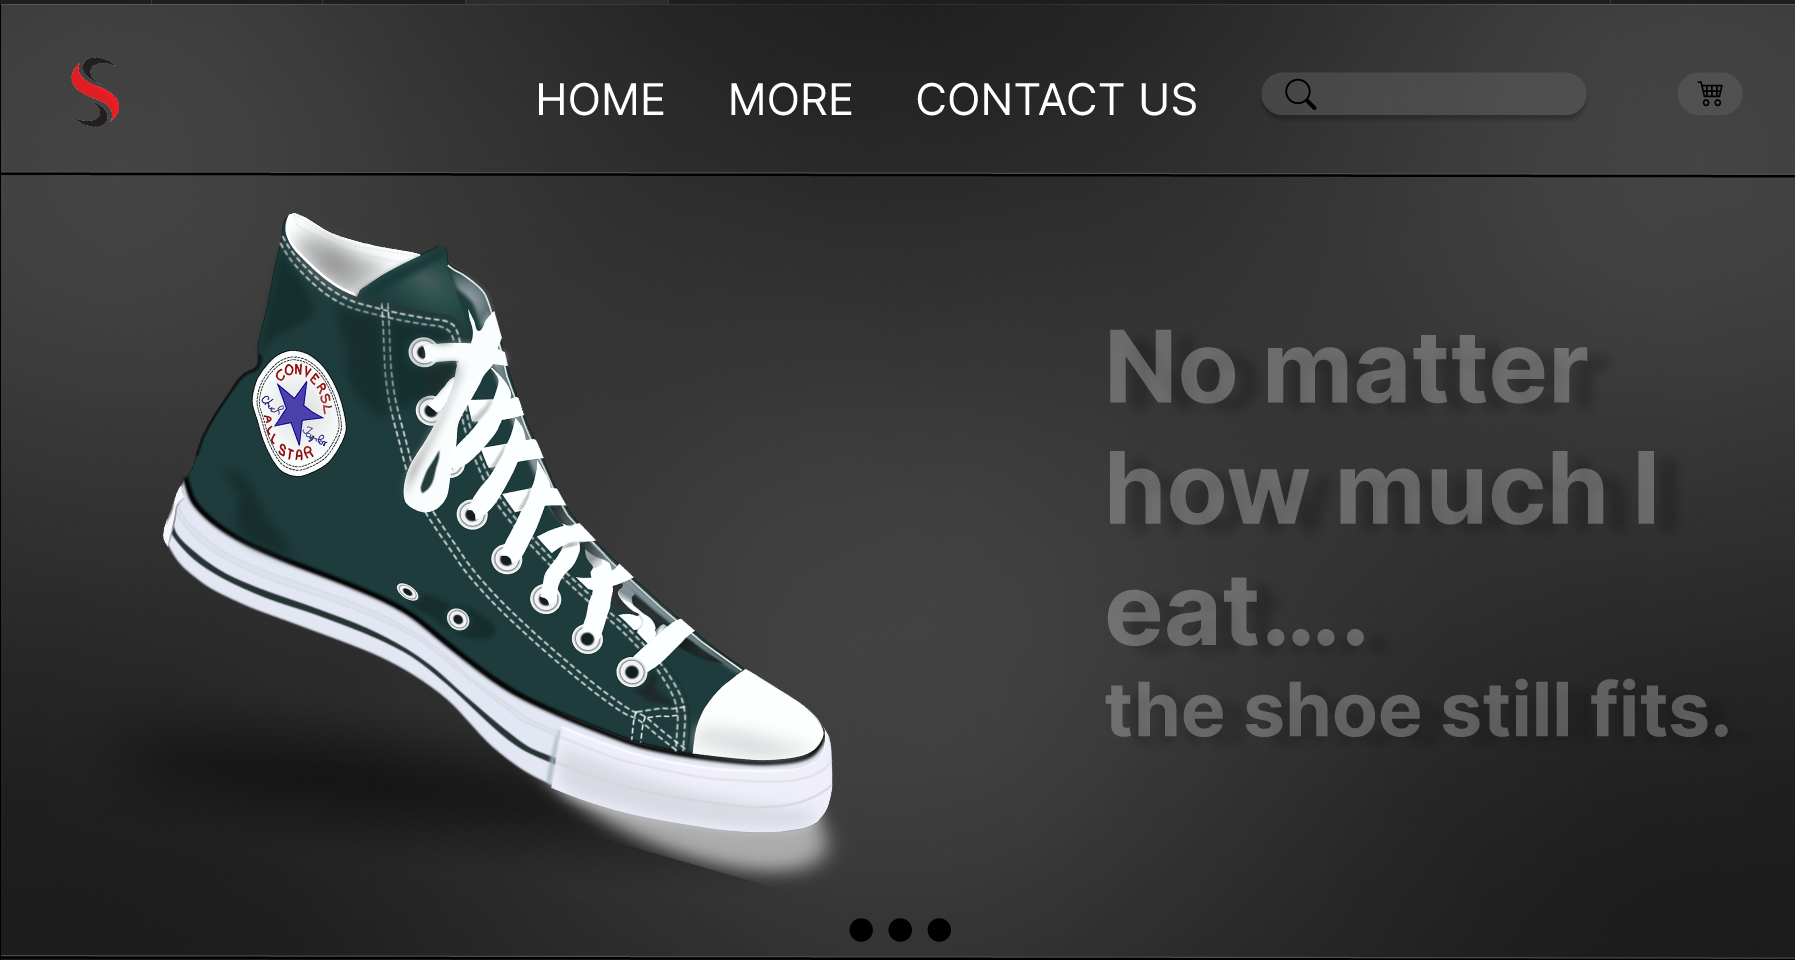 HOME MORE CONTACT US
No matter
how much I
eat....
the shoe still fits.
CONVERSL
Chuck
Taylor
ALL STAR